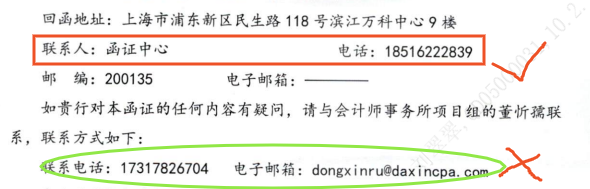 回函地址：上海市浦东新区民生路 118 号滨江万科中心 9 楼
联系人：函证中心 电话：18516222839
邮 编：200135 电子邮箱：————
如贵行对本函证的任何内容有疑问，请与会计师事务所项目组的董忻孺联
系，联系方式如下：
联系电话：17317826704 电子邮箱：dongxinru@daxincpa.com